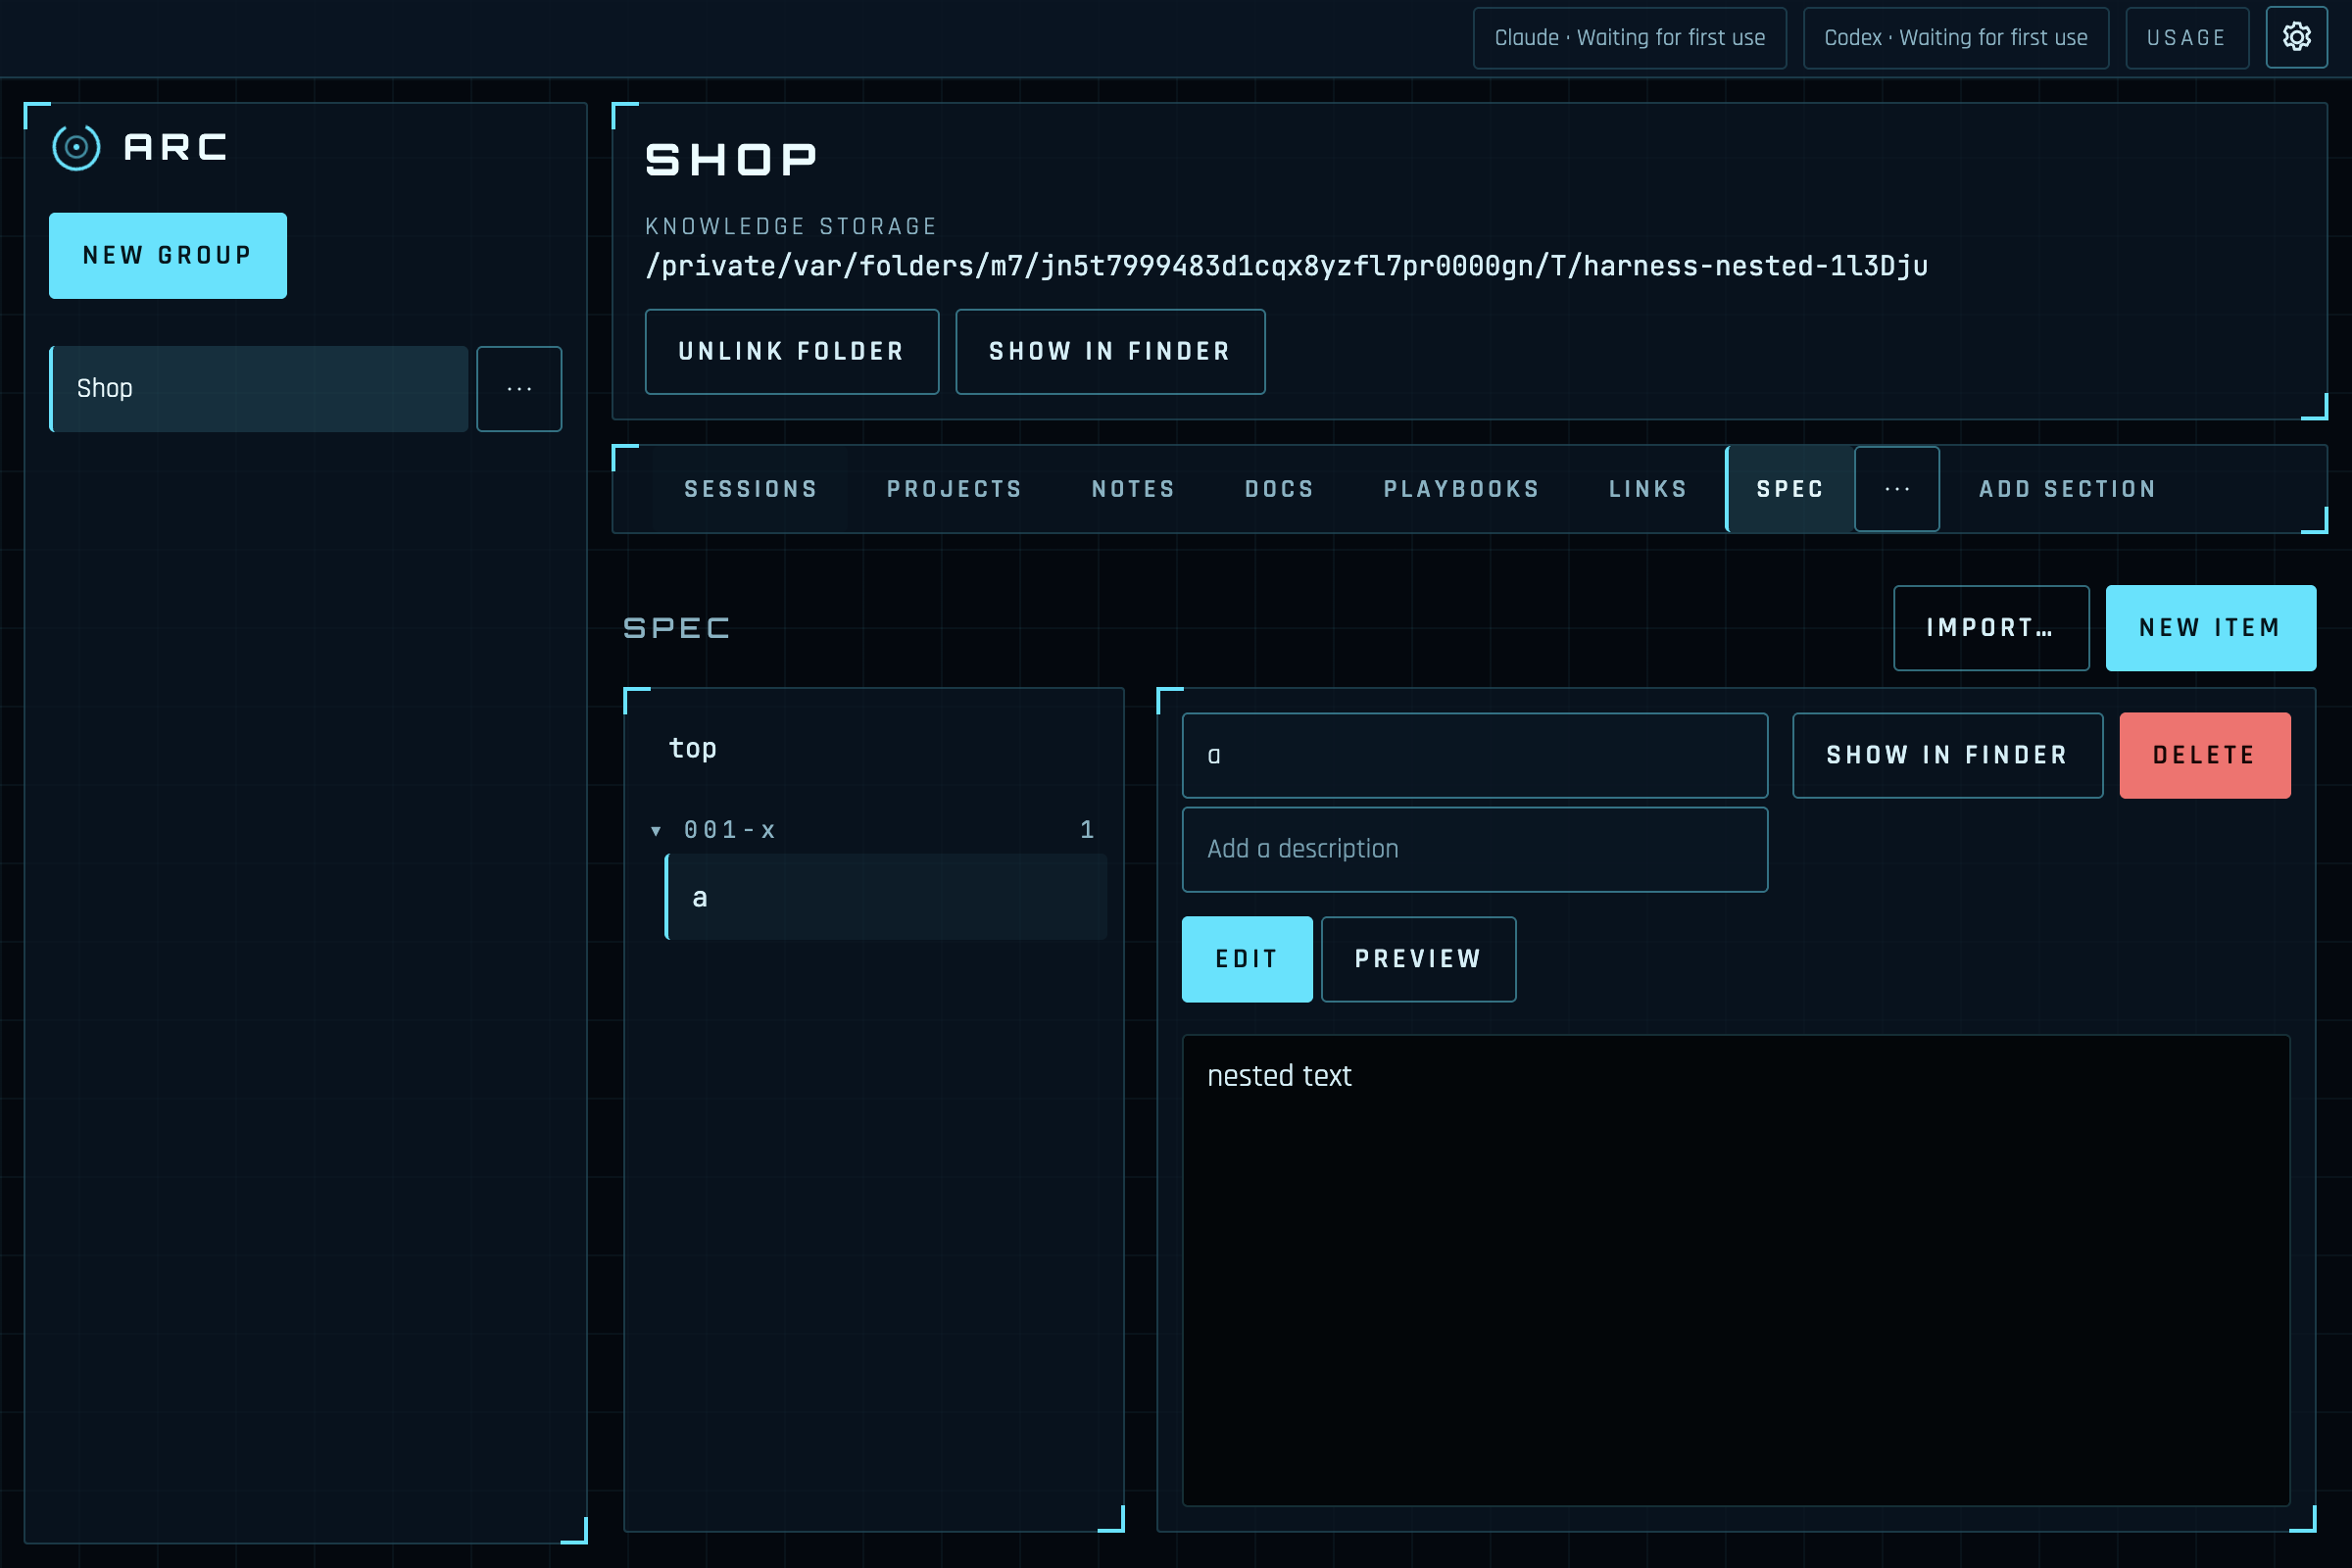 Claude · Waiting for first use
Codex · Waiting for first use
USAGE
ARC
NEW GROUP
Shop
...
SHOP
KNOWLEDGE STORAGE
/private/var/folders/m7/jn5t7999483d1cqx8yzfl7pr0000gn/T/harness-nested-1l3Dju
UNLINK FOLDER
SHOW IN FINDER
SESSIONS
PROJECTS
NOTES
DOCS
PLAYBOOKS
LINKS
SPEC
...
ADD SECTION
SPEC
IMPORT…
NEW ITEM
top
001-x
1
a
a
SHOW IN FINDER
DELETE
Add a description
EDIT
PREVIEW
nested text